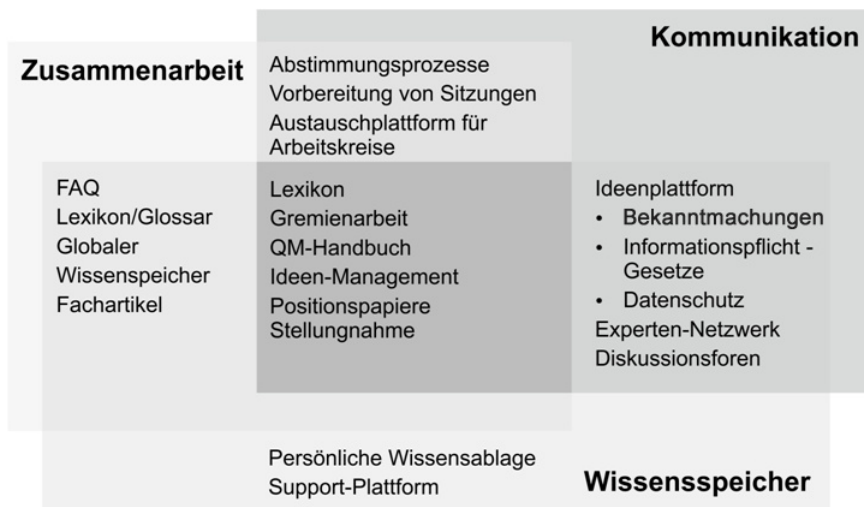 Kommunikation
Zusammenarbeit
Abstimmungsprozesse
Vorbereitung von Sitzungen
Austauschplattform für
Arbeitskreise
FAQ
Lexikon/Glossar
Globaler
Wissenspeicher
Fachartikel
Lexikon
Gremienarbeit
QM-Handbuch
Ideen-Management
Positionspapiere
Stellungnahme
Ideenplattform
• Bekanntmachungen
• Informationspflicht -
Gesetze
• Datenschutz
Experten-Netzwerk
Diskussionsforen
Persönliche Wissensablage
Support-Plattform
Wissensspeicher